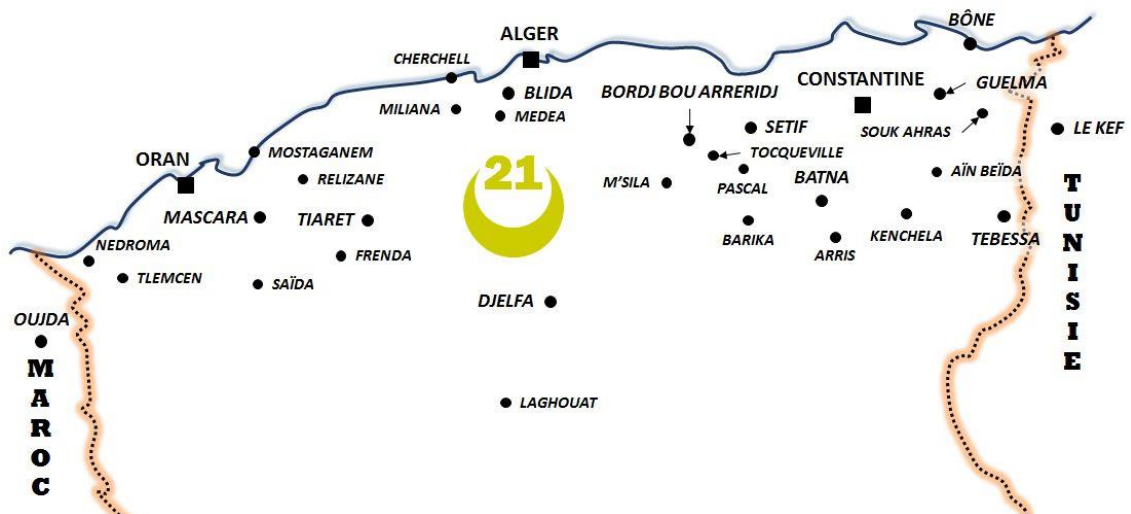 BÔNE
ALGER
CHERCHELL
CONSTANTINE
GUELMA
BORDJ BOU ARRERIDJ
BLIDA
MILIANA
MEDEA
SETIF
SOUK AHRAS
LE KEF
ORAN
MOSTAGANEM
TOCQUEVILLE
RELIZANE
21
M'SILA
PASCAL
BATNA
AÏN BEÏDA
MASCARA
TIARET
BARIKA
ARRIS
KENCHELA
TEBESSA
NEDROMA
FRENDA
TLEMCEN
SAÏDA
DJELFA
OUJDA
LAGHOUAT
MAROC
TUNISIE